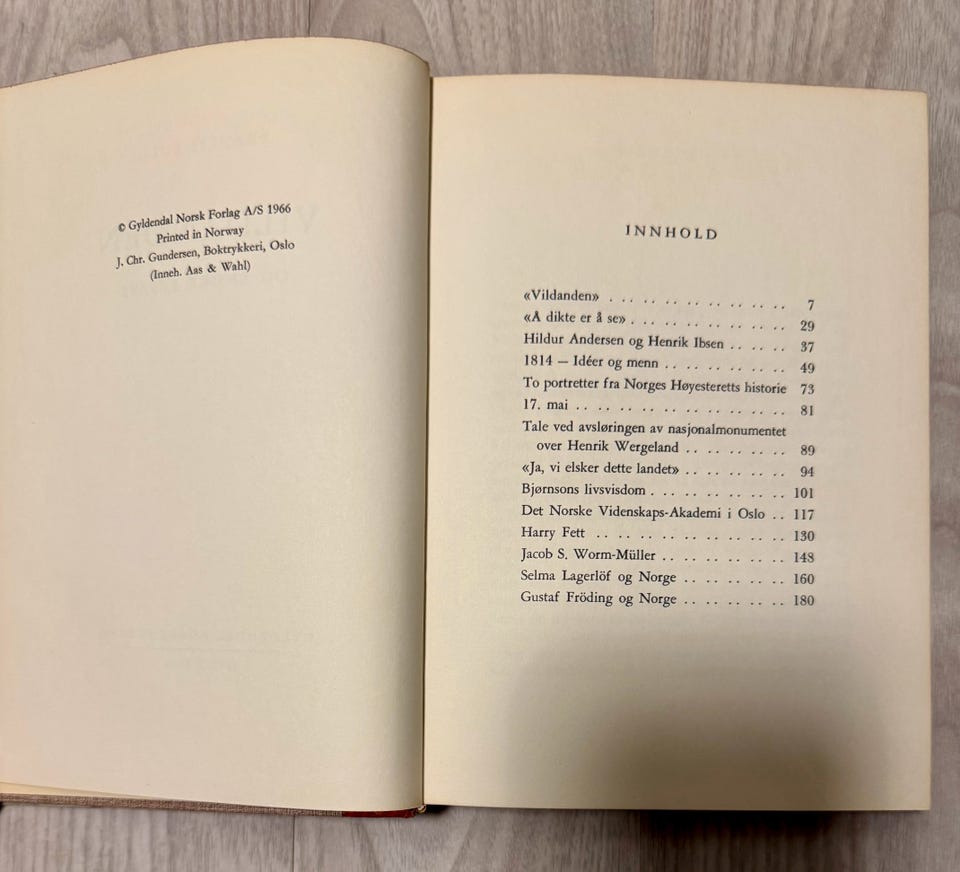 © Gyldendal Norsk Forlag A/S 1966
Printed in Norway
J. Chr. Gundersen, Boktrykkeri, Oslo
(Inneh. Aas & Wahl)
INNHOLD
«Vildanden» . .. .. .. .. .. .. .. .. .. .. 7
«Å dikte er å se» . .. .. .. .. .. .. .. .. .. 29
Hildur Andersen og Henrik Ibsen .. .. .. 37
1814 — Idéer og menn .. .. .. .. .. .. .. 49
To portretter fra Norges Høyesteretts historie 73
17. mai .. .. .. .. .. .. .. .. .. .. .. .. 81
Tale ved avsløringen av nasjonalmonumentet
over Henrik Wergeland .. .. .. .. .. .. 89
«Ja, vi elsker dette landet» .. .. .. .. .. .. 94
Bjørnsons livsvisdom . .. .. .. .. .. .. .. 101
Det Norske Videnskaps-Akademi i Oslo .. 117
Harry Fett .. .. .. .. .. .. .. .. .. .. .. 130
Jacob S. Worm-Müller .. .. .. .. .. .. .. 148
Selma Lagerlöf og Norge .. .. .. .. .. .. 160
Gustaf Fröding og Norge .. .. .. .. .. .. 180